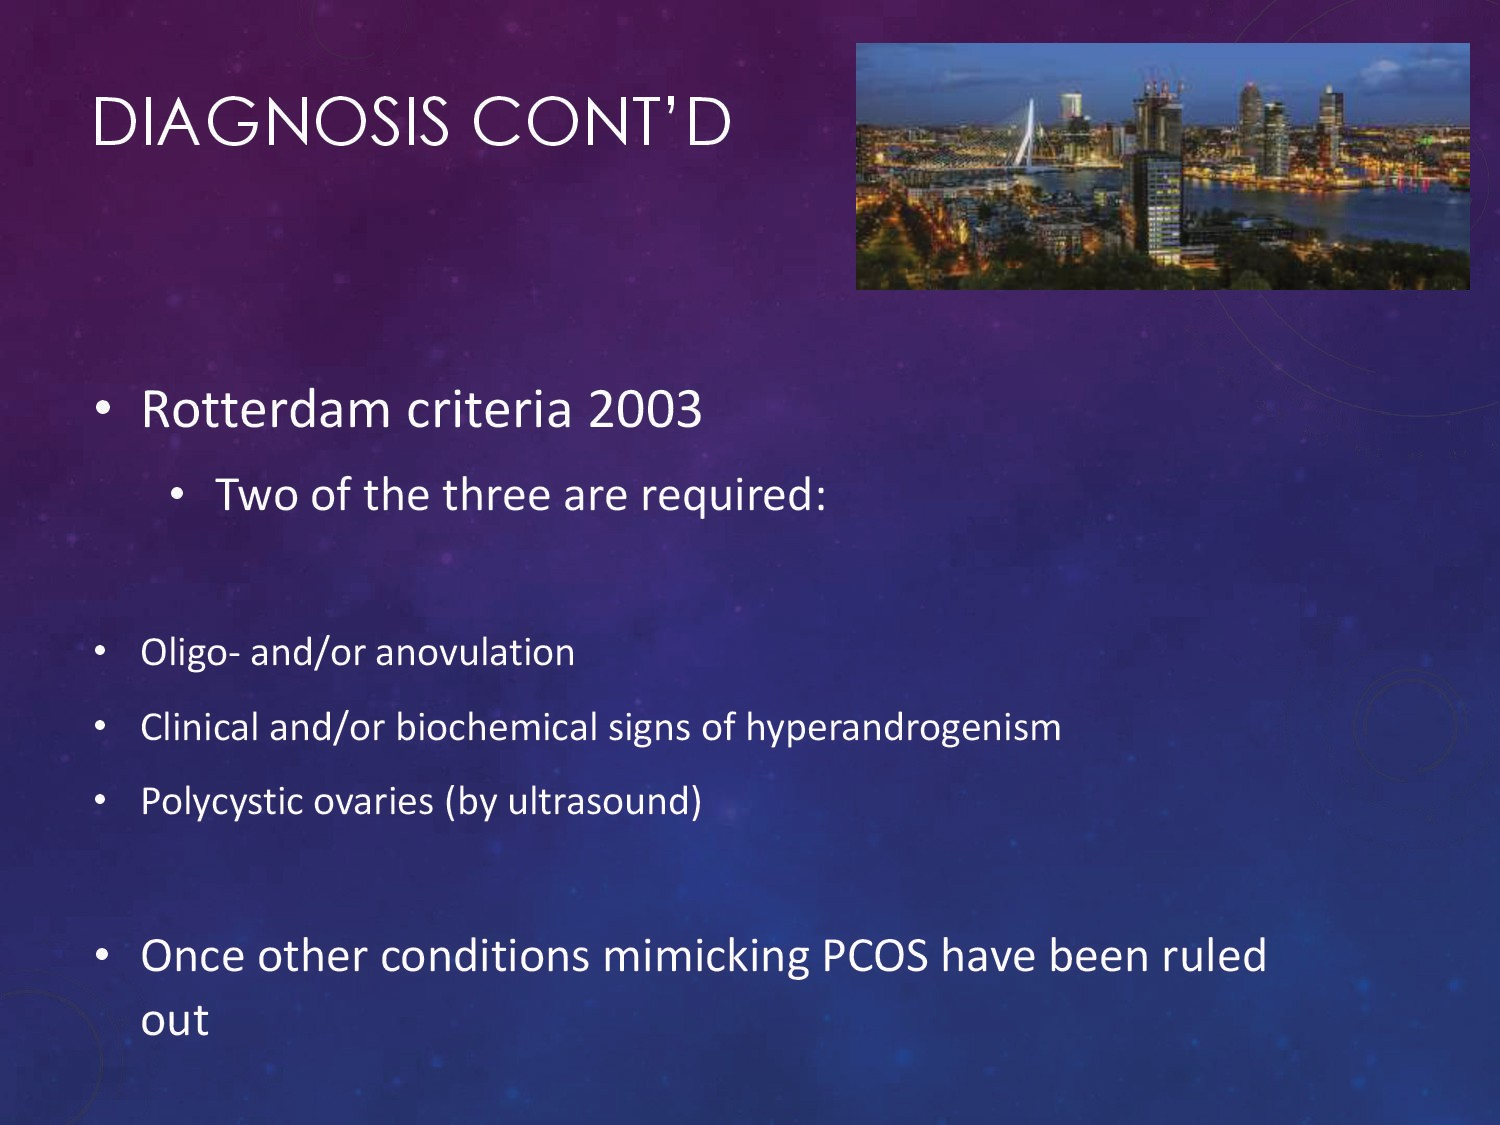 DIAGNOSIS CONT’D
• Rotterdam criteria 2003
• Two of the three are required:
• Oligo- and/or anovulation
• Clinical and/or biochemical signs of hyperandrogenism
• Polycystic ovaries (by ultrasound)
• Once other conditions mimicking PCOS have been ruled
out